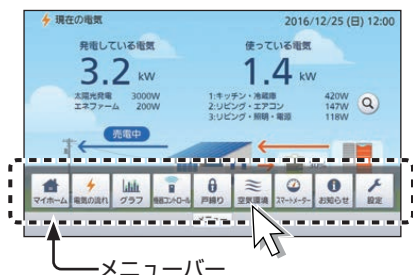 現在の電気
2016/12/25 (日) 12:00
発電している電気
3.2 kW
太陽光発電 3000W
エネファーム 200W
使っている電気
1.4 kW
1:キッチン・冷蔵庫 420W
2:リビング・エアコン 147W
3:リビング・照明・電源 118W
売電中
マイホーム
電気の流れ
グラフ
機器コントロール
戸締り
空気環境
スマートメーター
お知らせ
設定
メニューバー